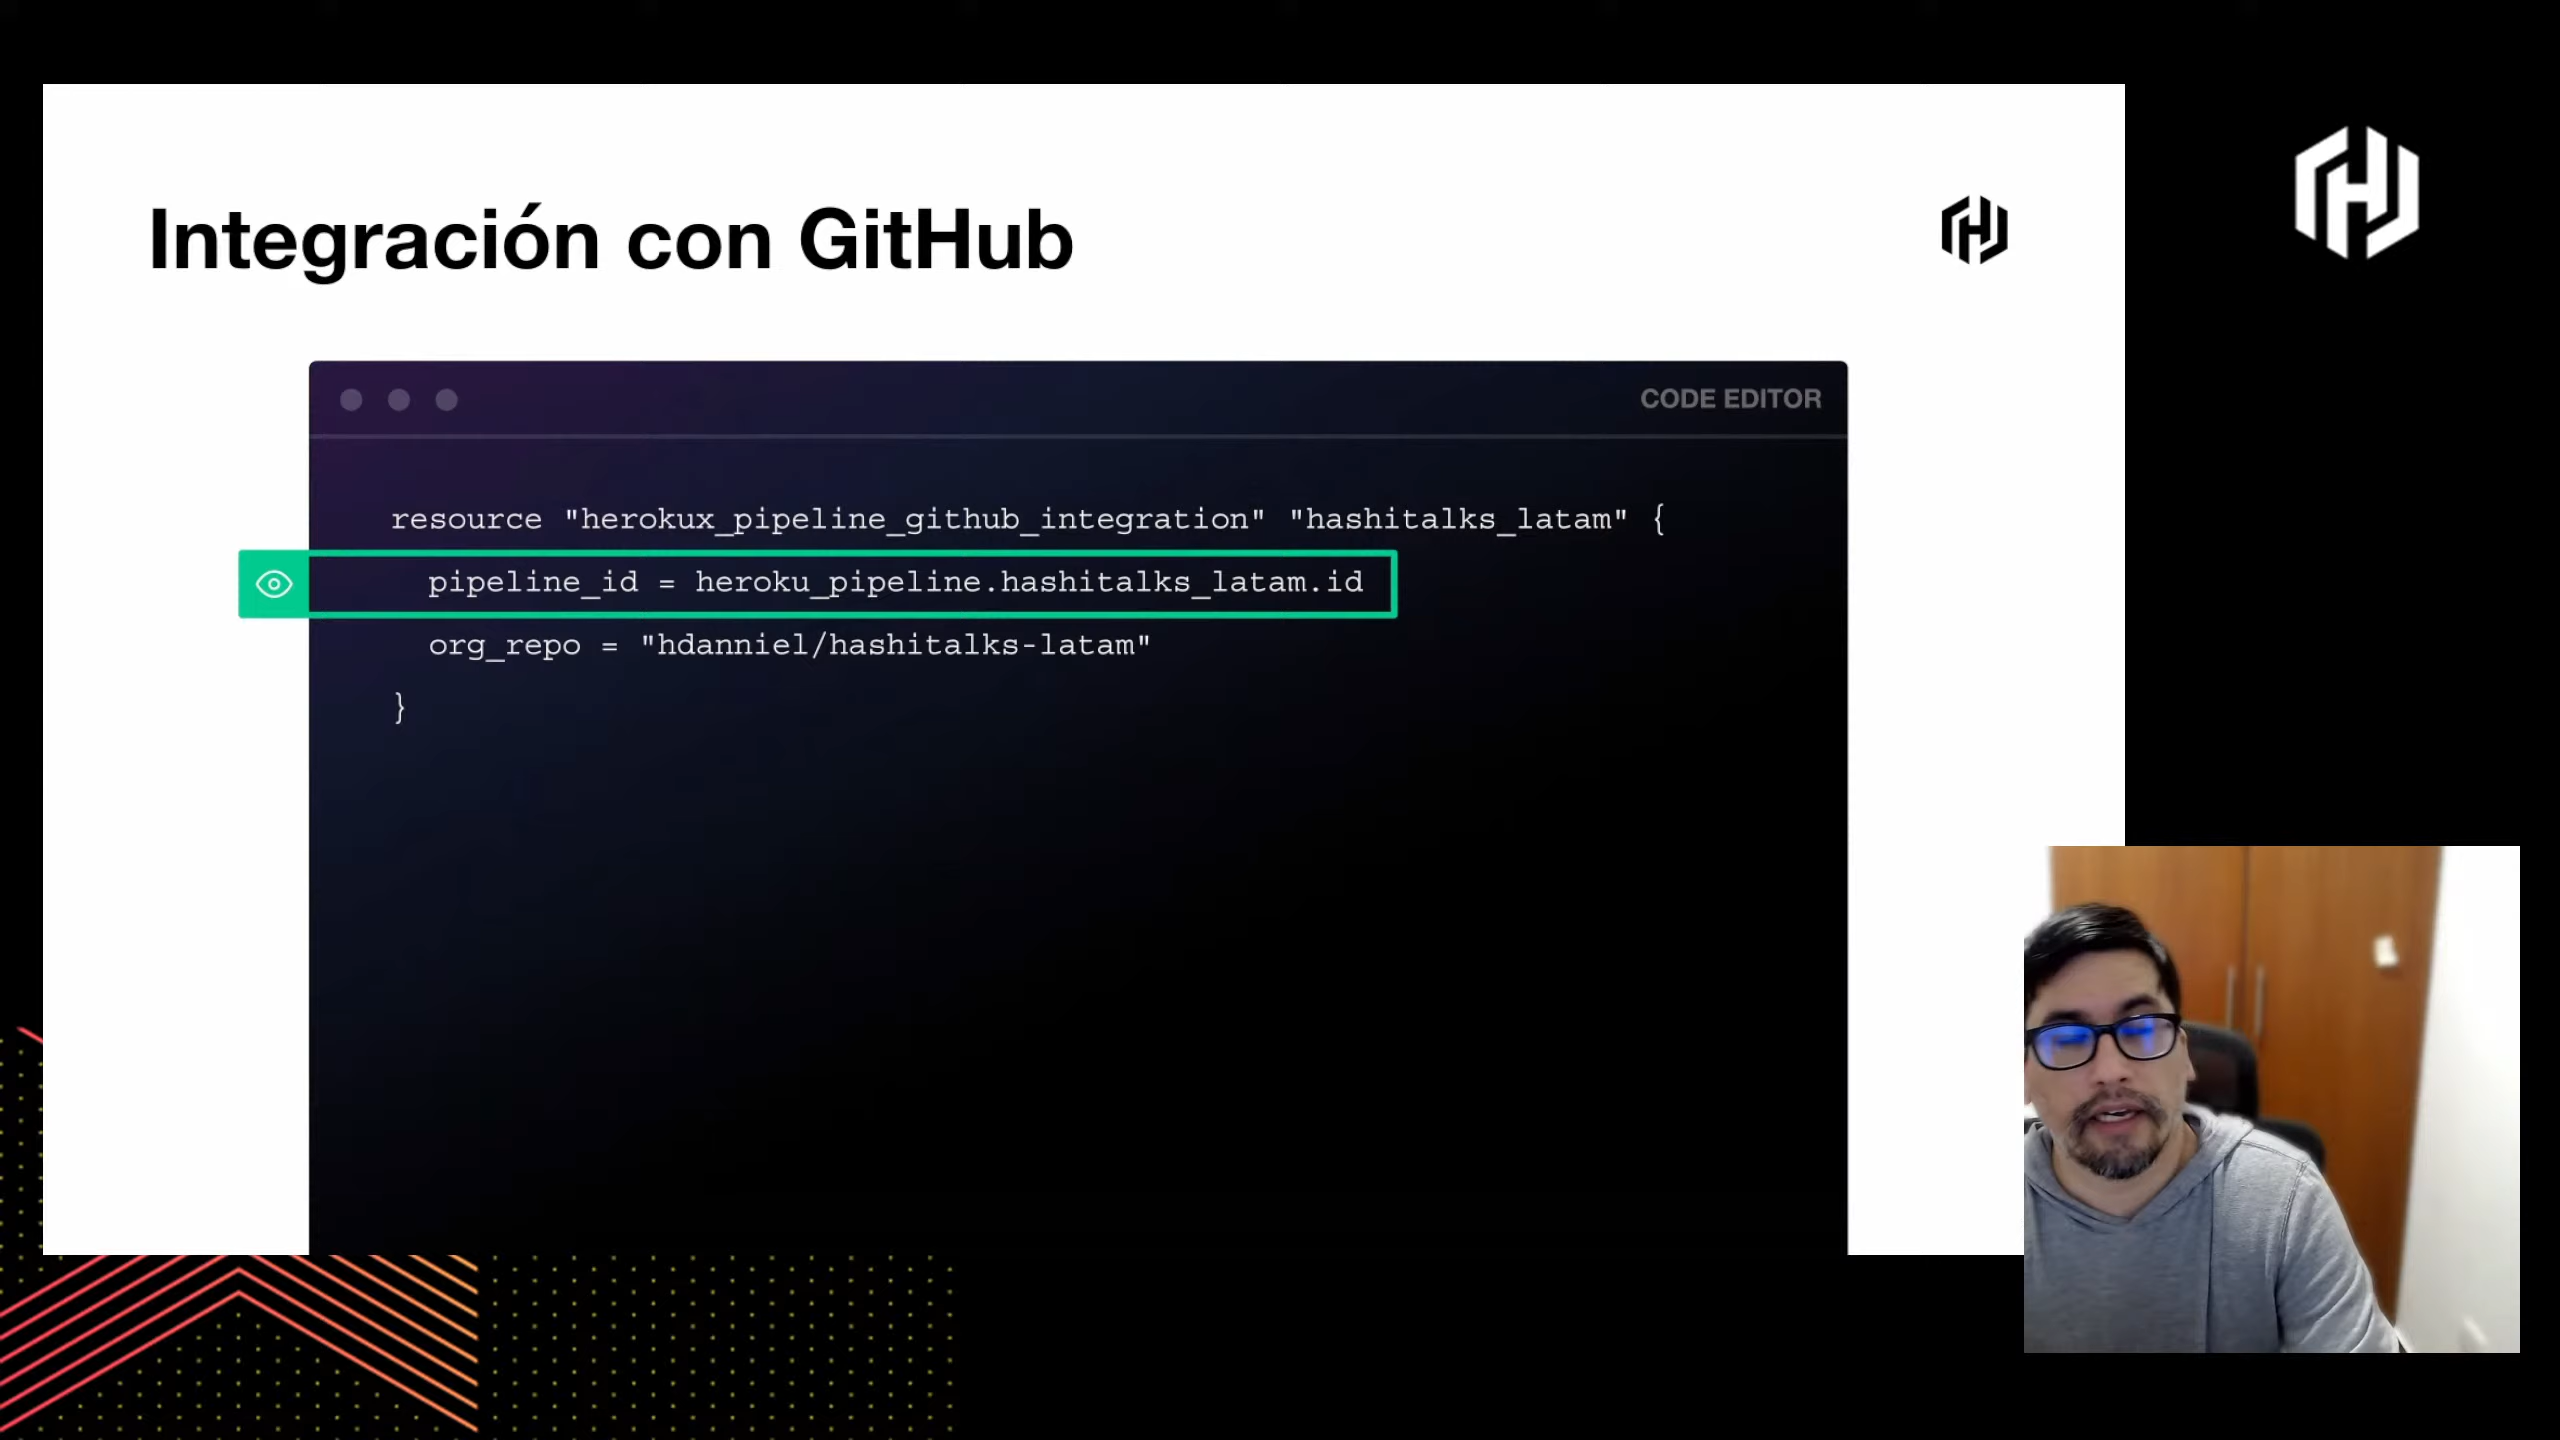 Integración con GitHub
CODE EDITOR
resource "herokux_pipeline_github_integration" "hashitalks_latam" {
pipeline_id = heroku_pipeline.hashitalks_latam.id
org_repo = "hdanniel/hashitalks-latam"
}